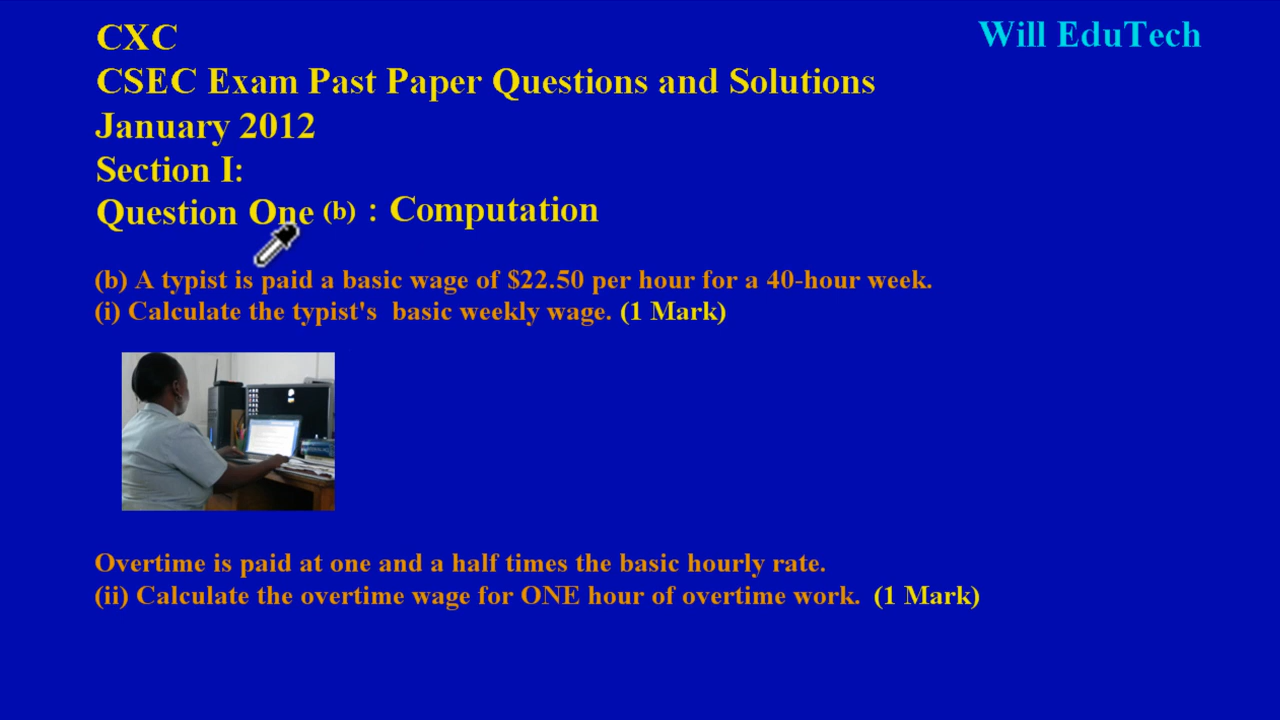 CXC
Will EduTech
CSEC Exam Past Paper Questions and Solutions
January 2012
Section I:
Question One (b) : Computation
(b) A typist is paid a basic wage of $22.50 per hour for a 40-hour week.
(i) Calculate the typist's basic weekly wage. (1 Mark)
Overtime is paid at one and a half times the basic hourly rate.
(ii) Calculate the overtime wage for ONE hour of overtime work. (1 Mark)